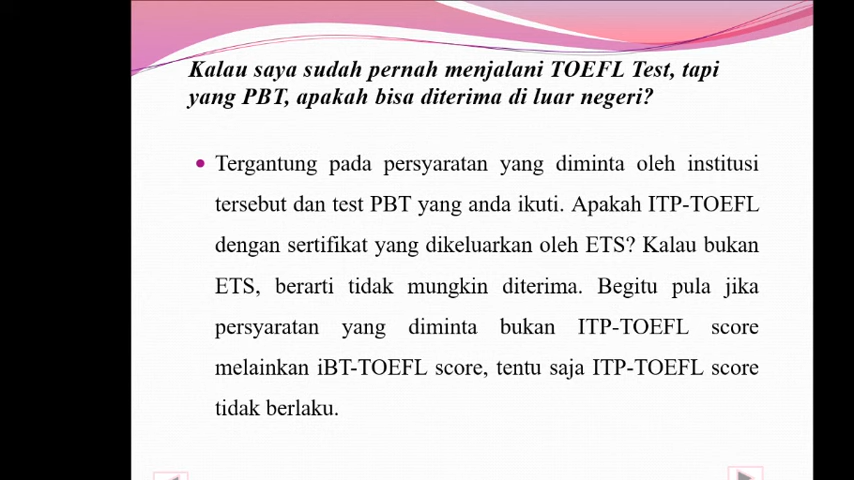 Kalau saya sudah pernah menjalani TOEFL Test, tapi
yang PBT, apakah bisa diterima di luar negeri?
Tergantung pada persyaratan yang diminta oleh institusi
tersebut dan test PBT yang anda ikuti. Apakah ITP-TOEFL
dengan sertifikat yang dikeluarkan oleh ETS? Kalau bukan
ETS, berarti tidak mungkin diterima. Begitu pula jika
persyaratan yang diminta bukan ITP-TOEFL score
melainkan iBT-TOEFL score, tentu saja ITP-TOEFL score
tidak berlaku.